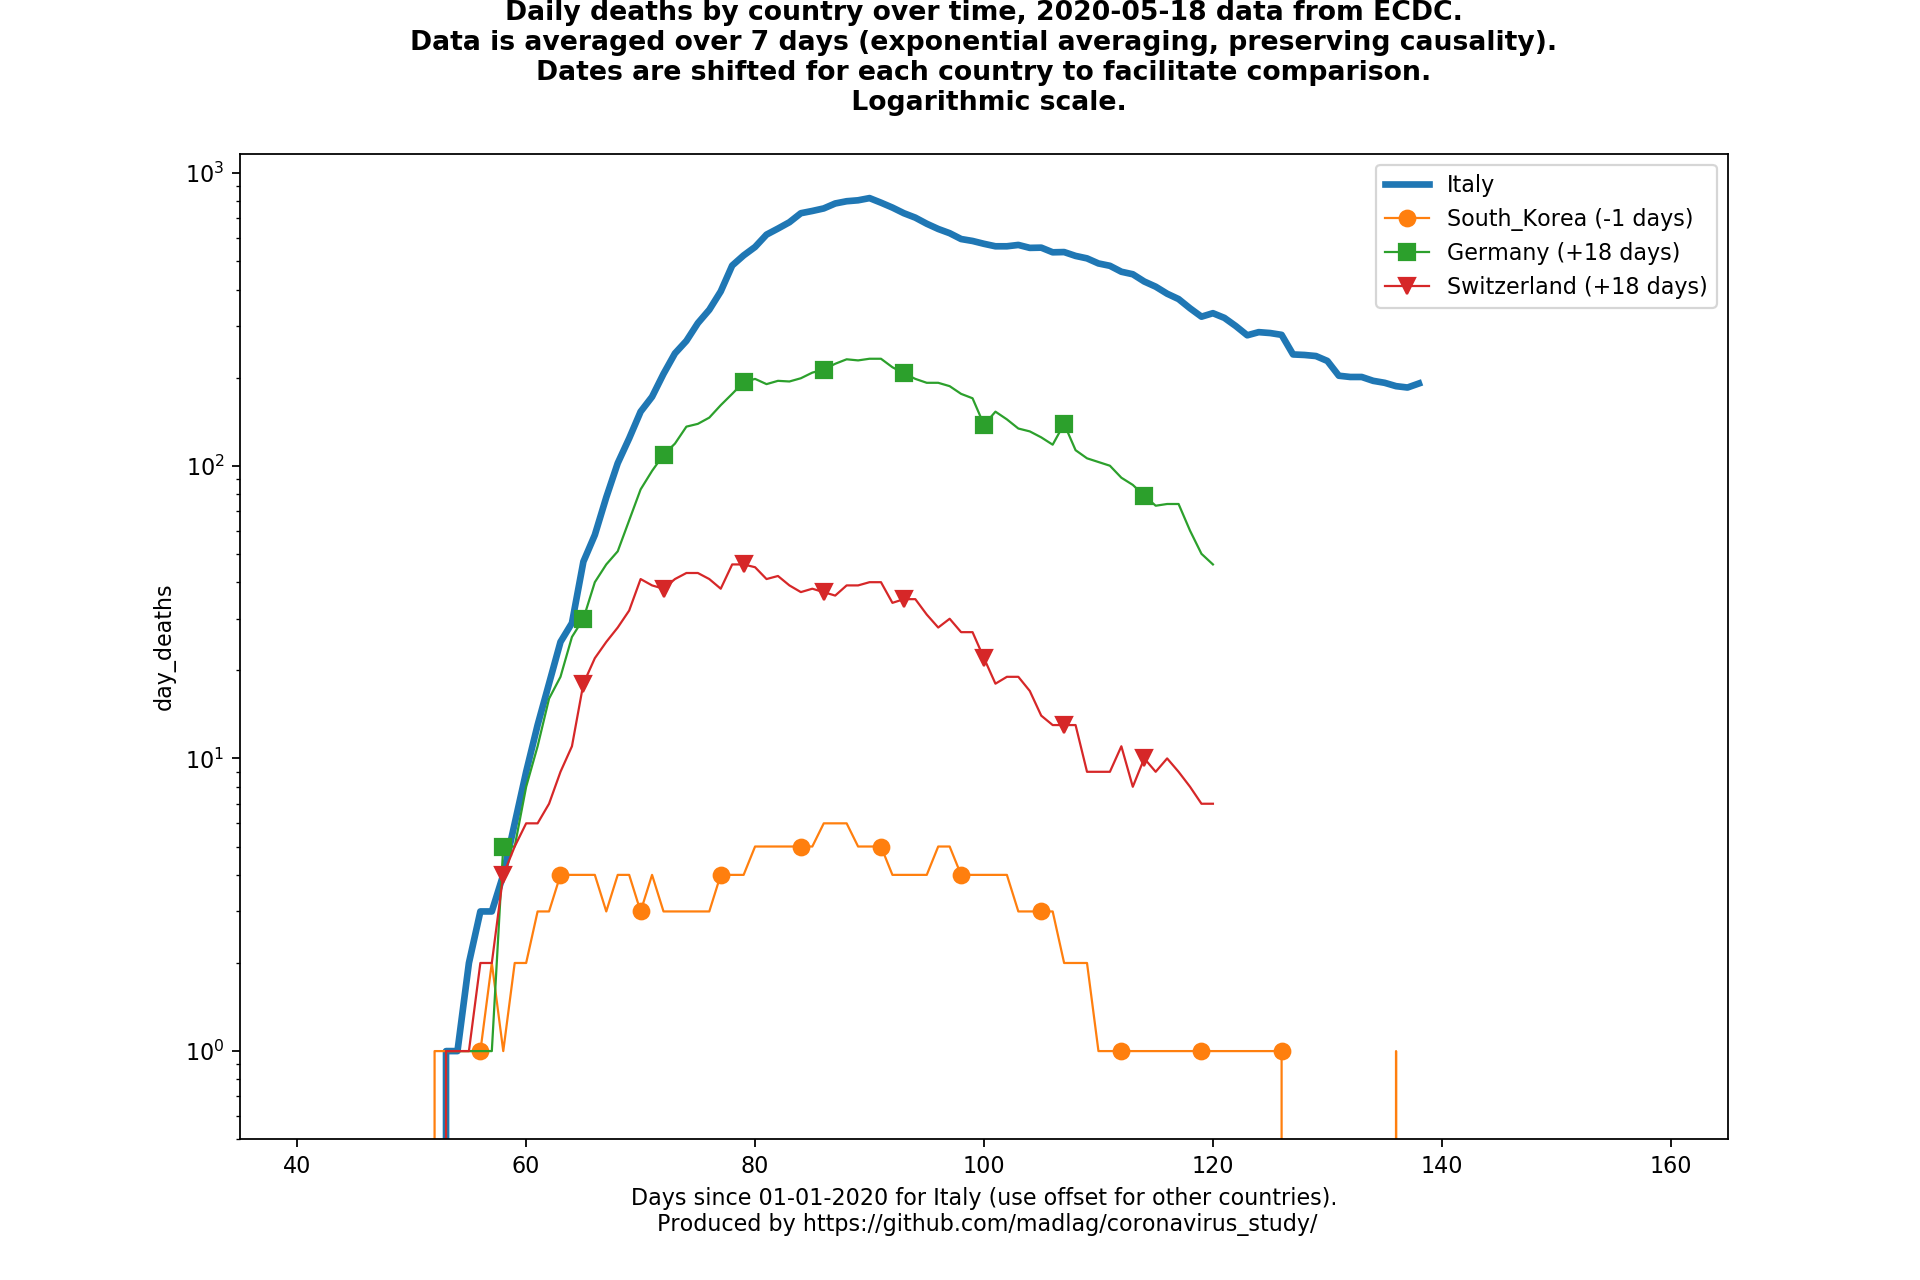 Daily deaths by country over time, 2020-05-18 data from ECDC.
Data is averaged over 7 days (exponential averaging, preserving causality).
Dates are shifted for each country to facilitate comparison.
Logarithmic scale.
10³
10²
10¹
10⁰
day_deaths
Italy
South_Korea (-1 days)
Germany (+18 days)
Switzerland (+18 days)
40 60 80 100 120 140 160
Days since 01-01-2020 for Italy (use offset for other countries).
Produced by https://github.com/madlag/coronavirus_study/